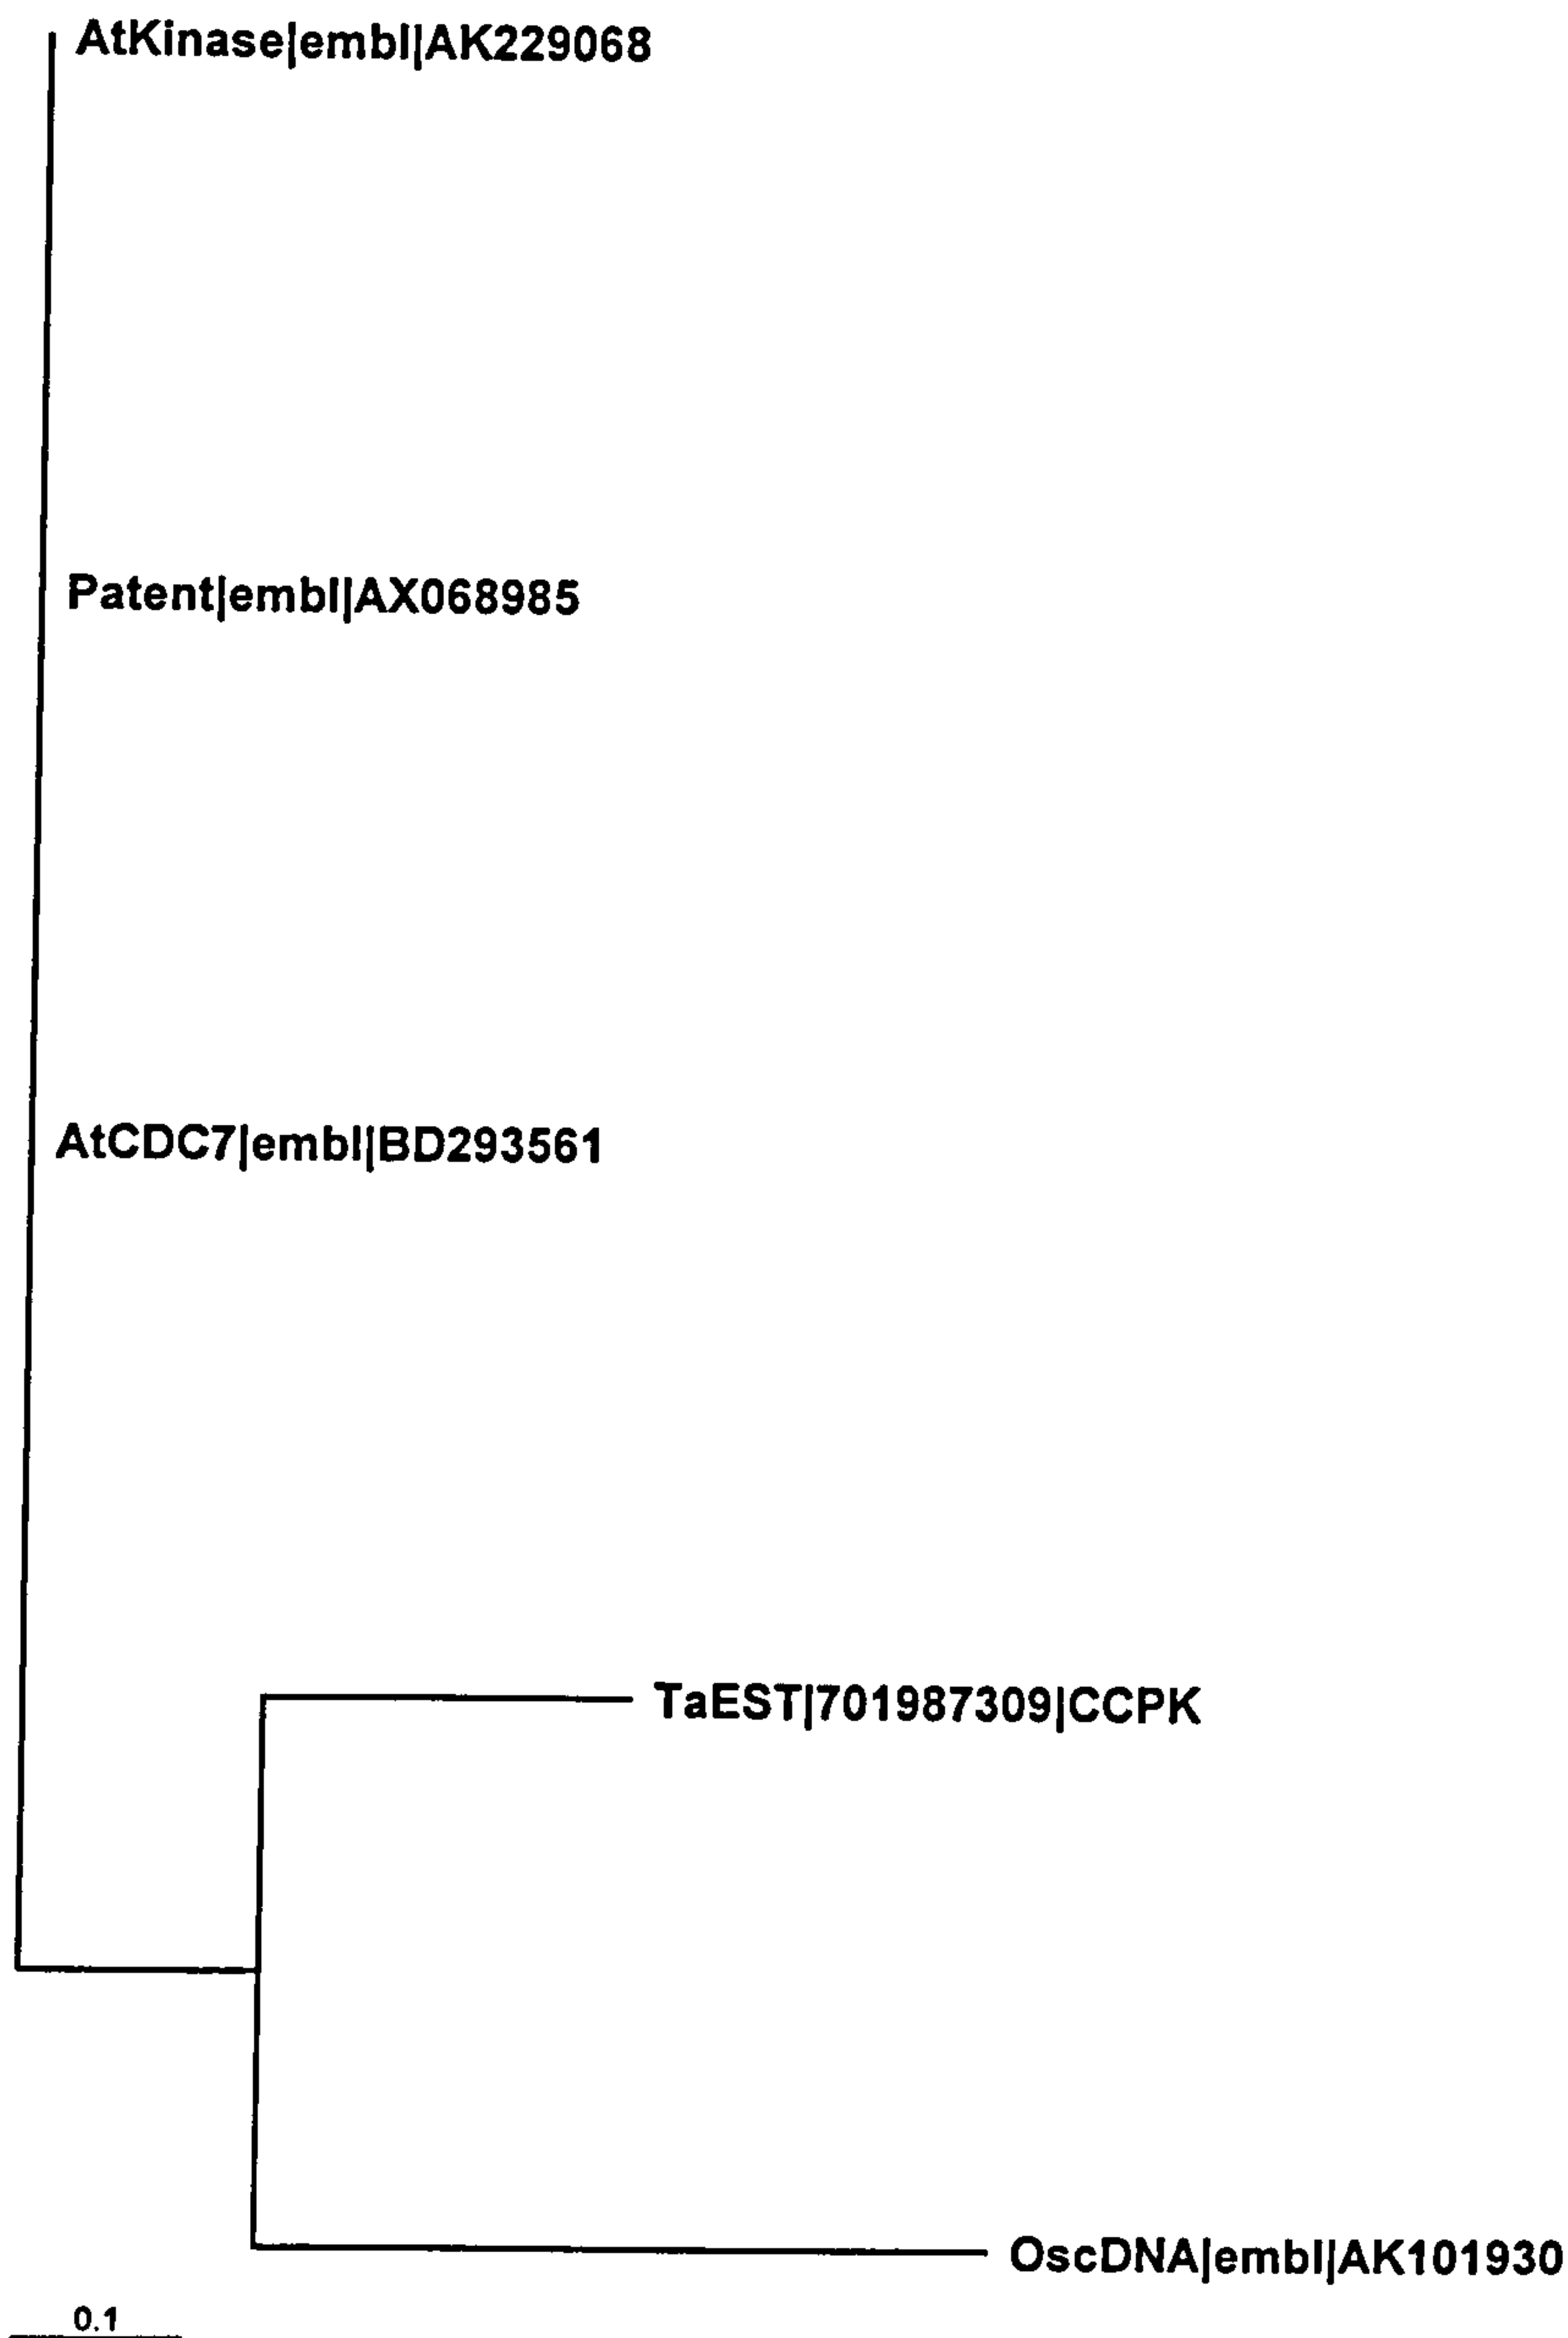 AtKinase|embl|AK229068
Patent|embl|AX068985
AtCDC7|embl|BD293561
TaEST|701987309|CCPK
OscDNA|embl|AK101930
0.1